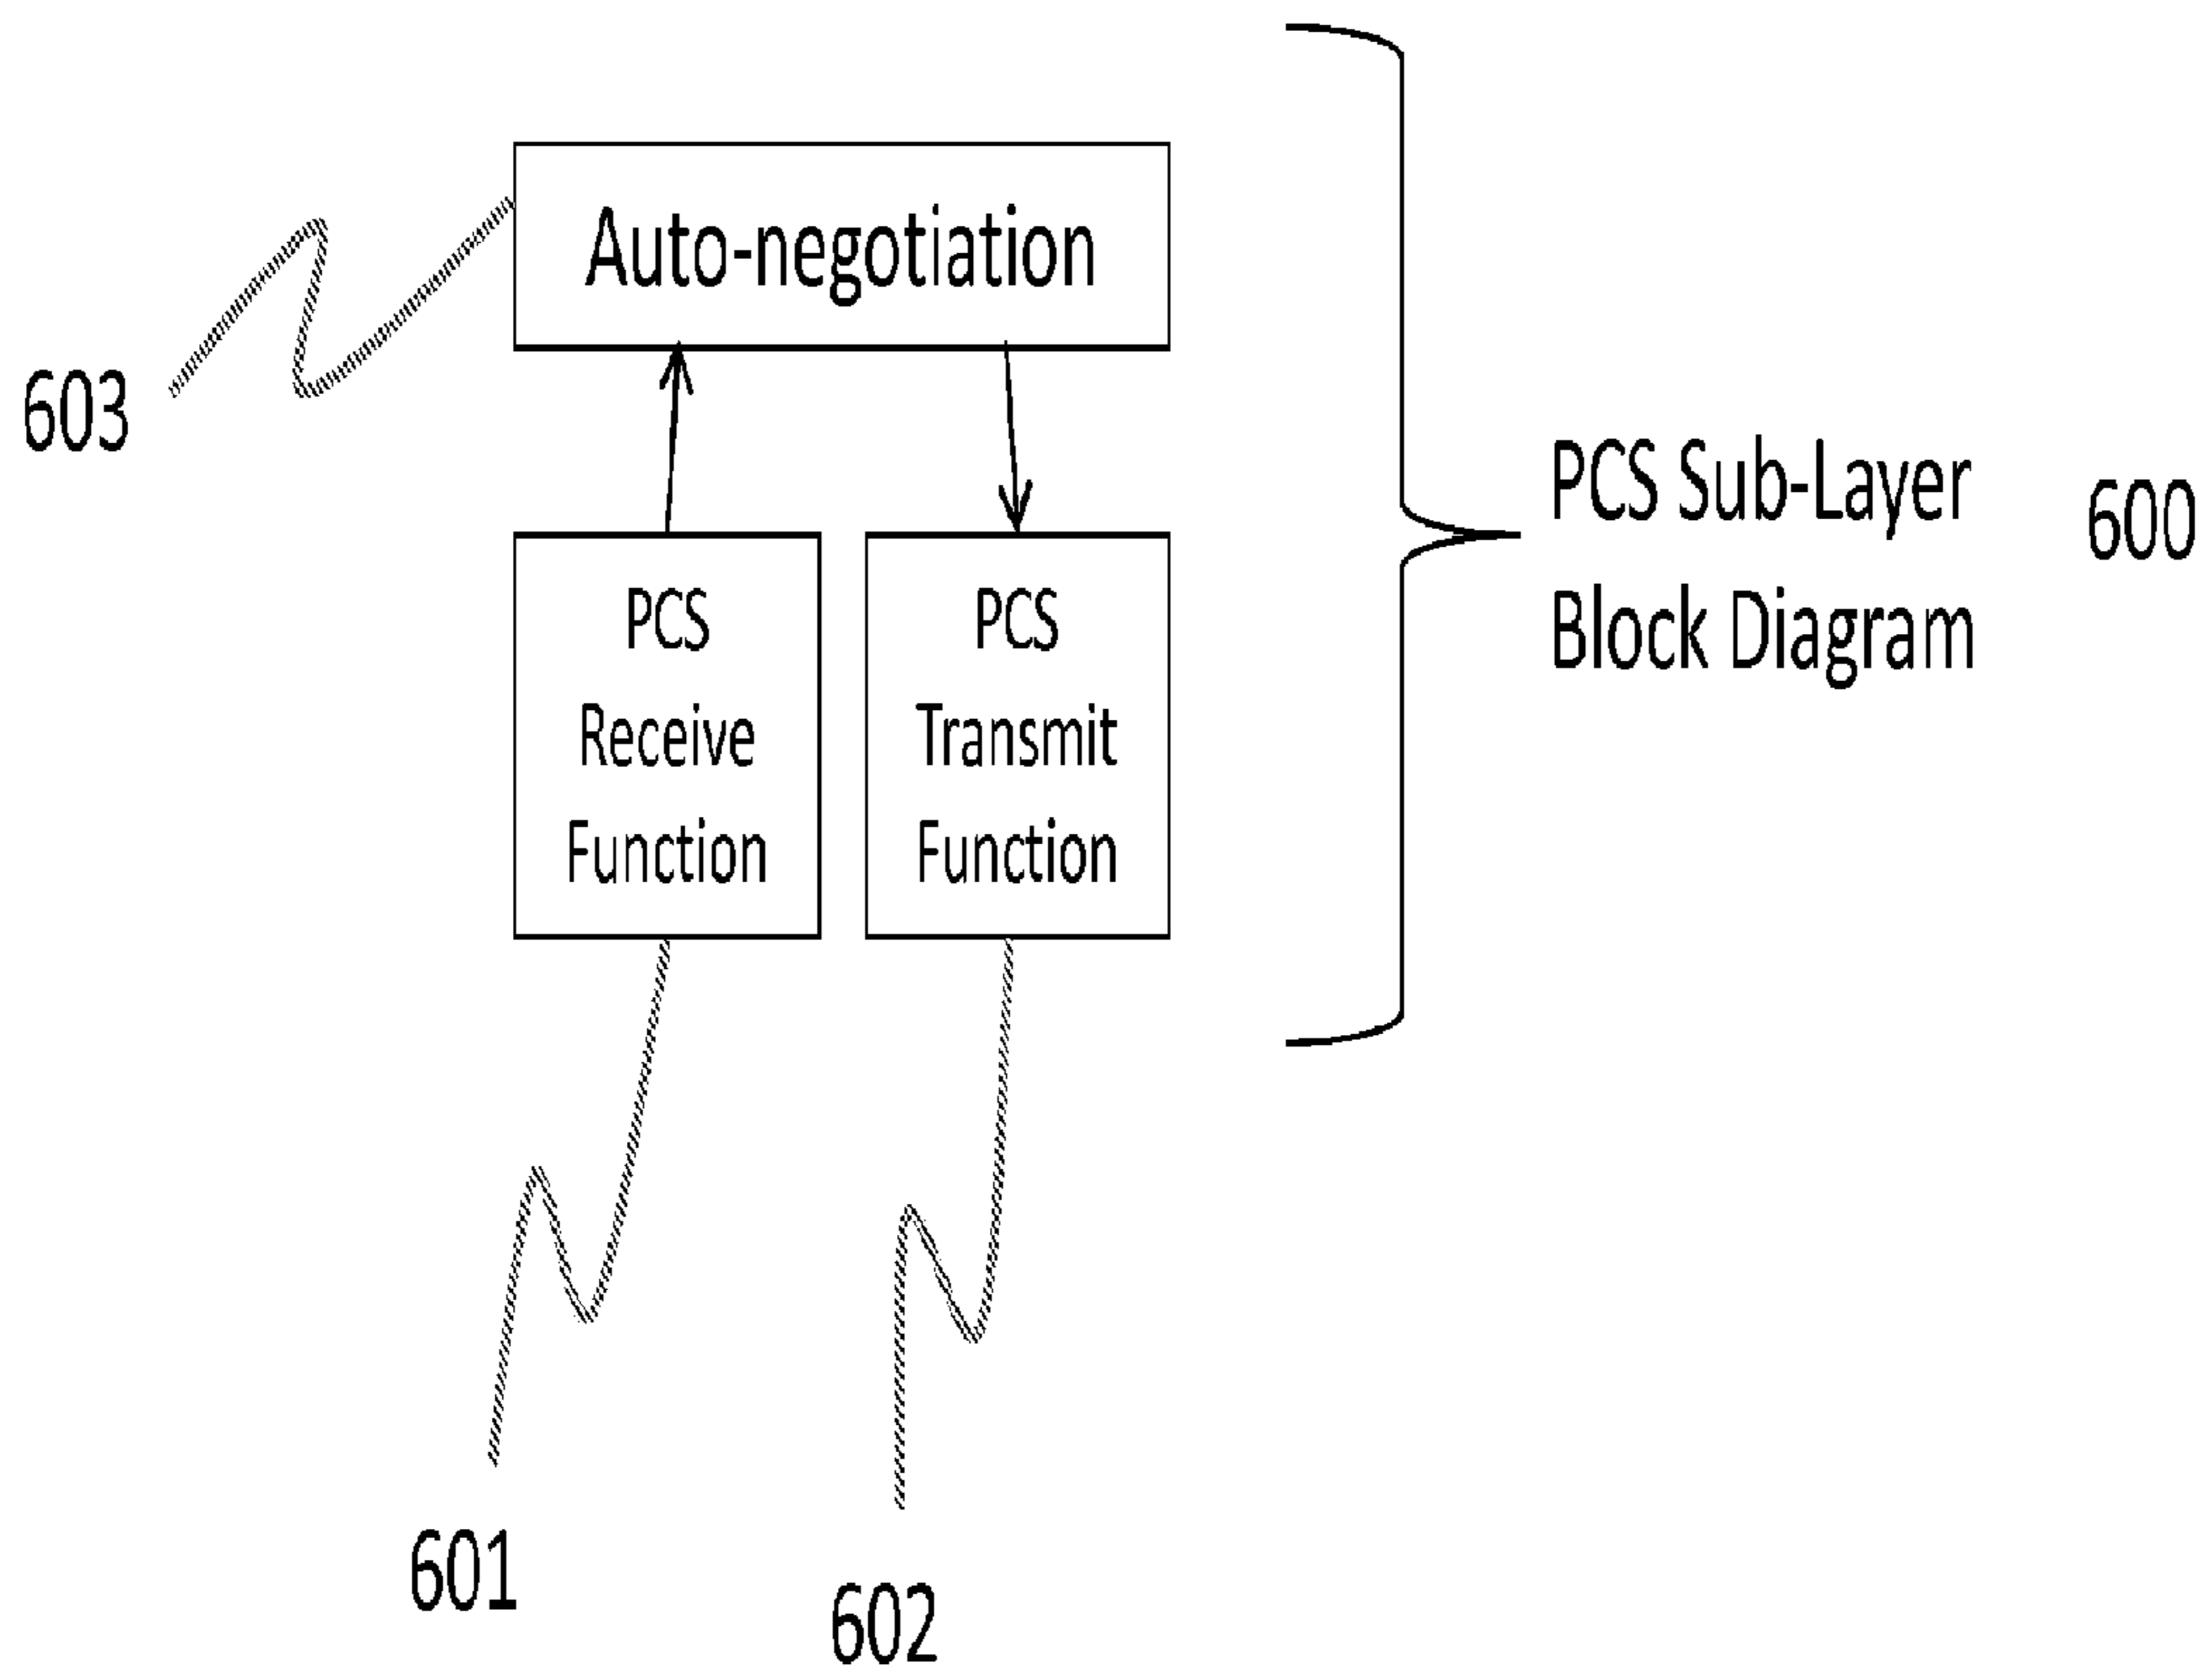 Auto-negotiation
603
PCS
Receive
Function
PCS
Transmit
Function
PCS Sub-Layer
Block Diagram
600
601
602